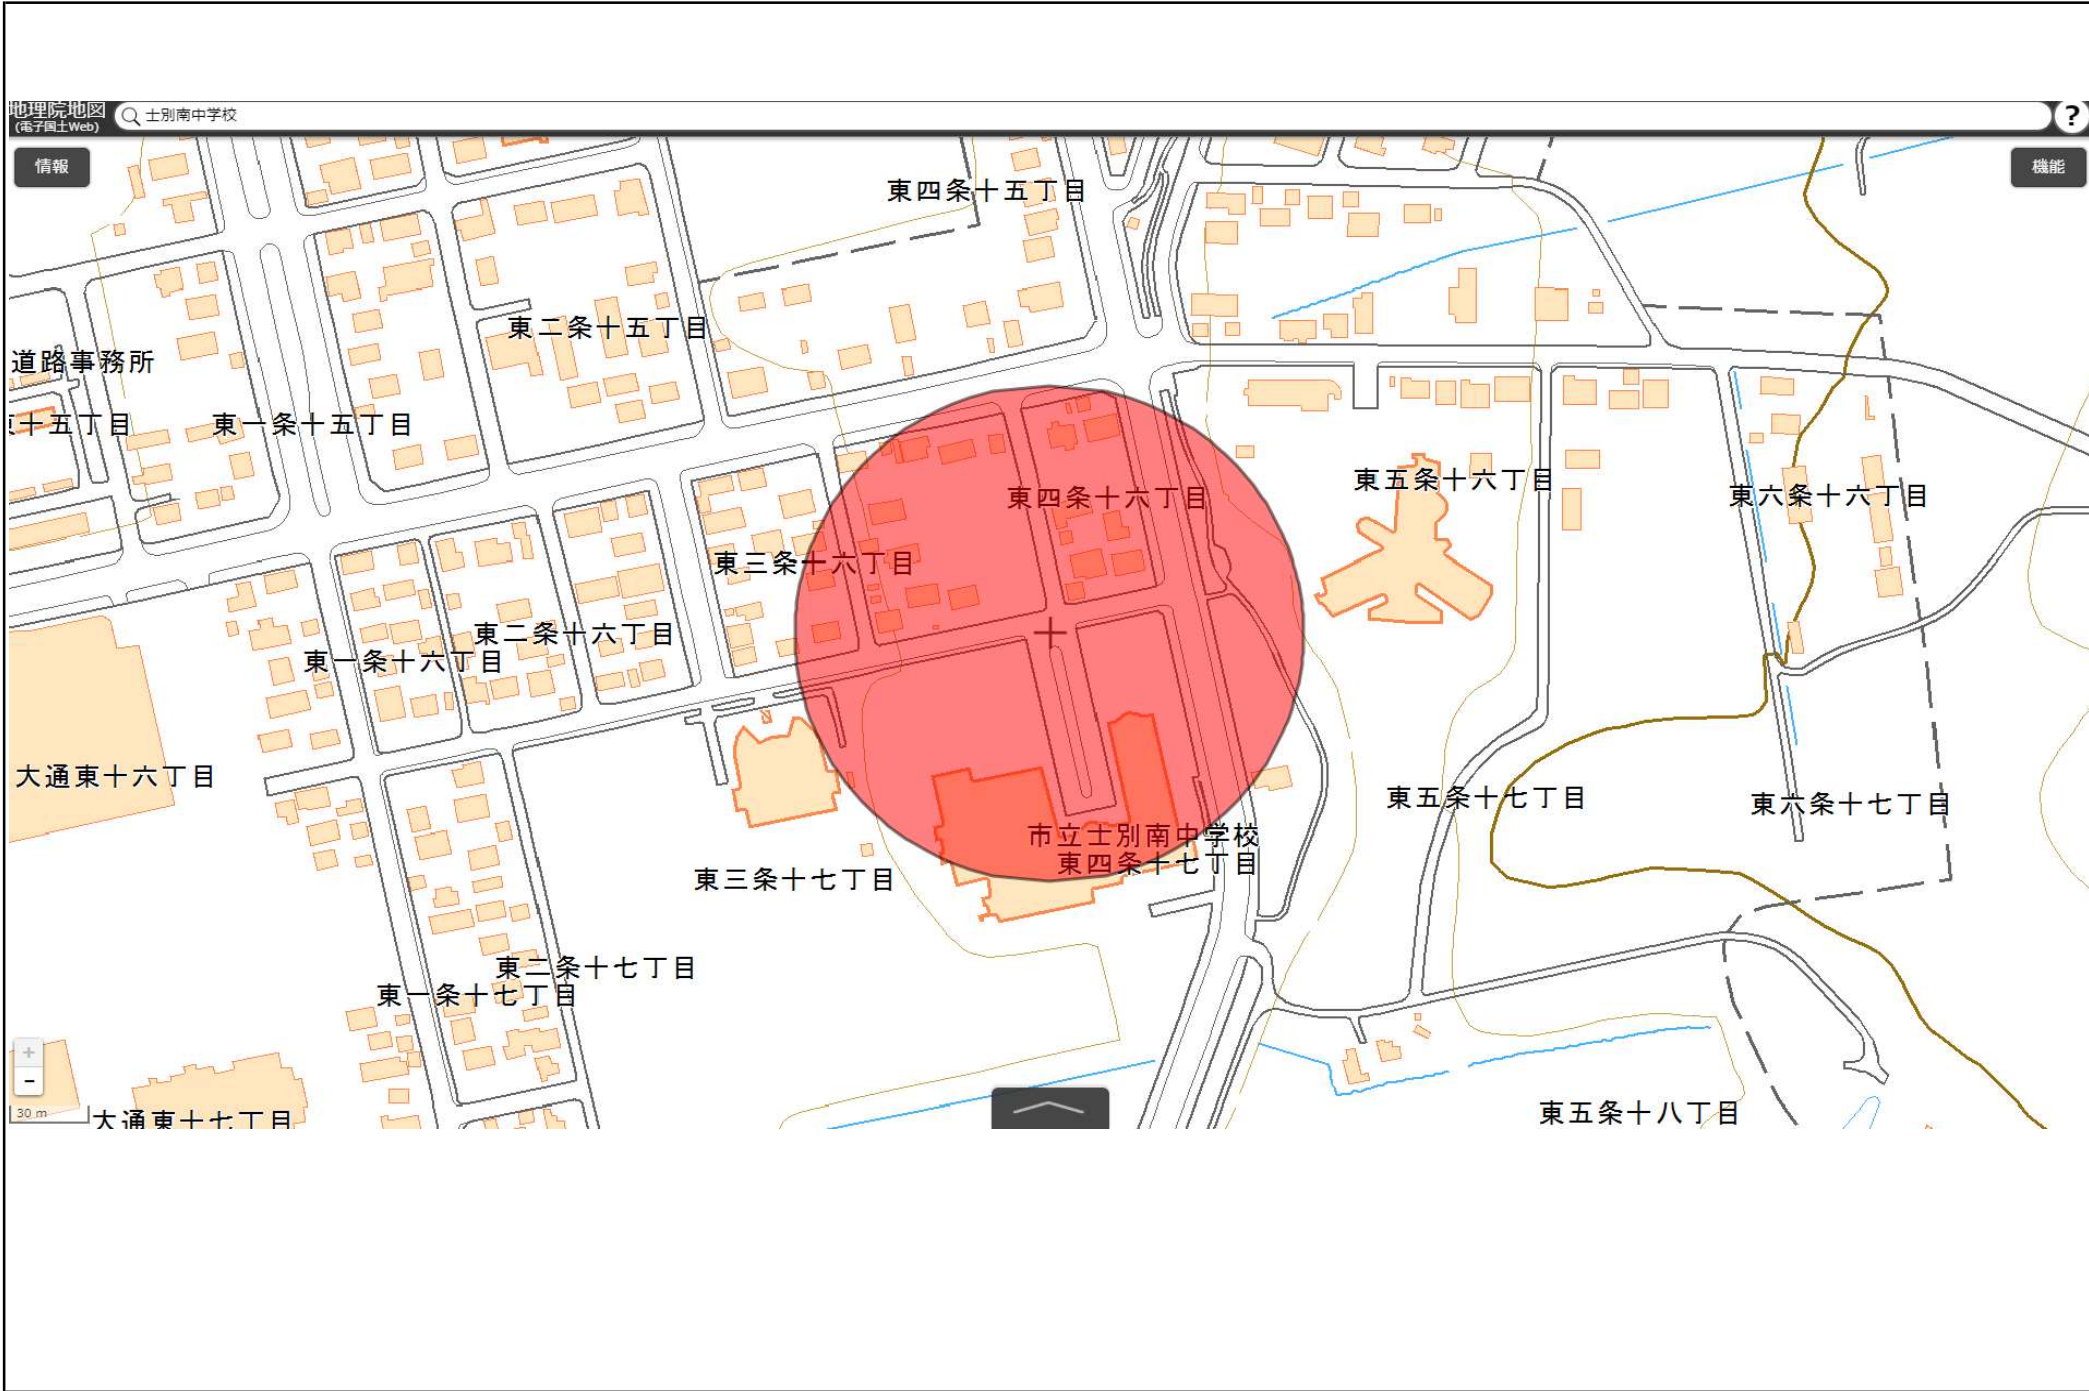 地理院地図
(電子国土Web)
士別南中学校
?
情報
機能
東四条十五丁目
東二条十五丁目
道路事務所
十五丁目
東一条十五丁目
東五条十六丁目
東四条十六丁目
東六条十六丁目
東三条十六丁目
東二条十六丁目
東一条十六丁目
大通東十六丁目
東五条十七丁目
東六条十七丁目
市立士別南中学校
東四条十七丁目
東三条十七丁目
東二条十七丁目
東一条十七丁目
+
-
30 m
大通東十七丁目
東五条十八丁目